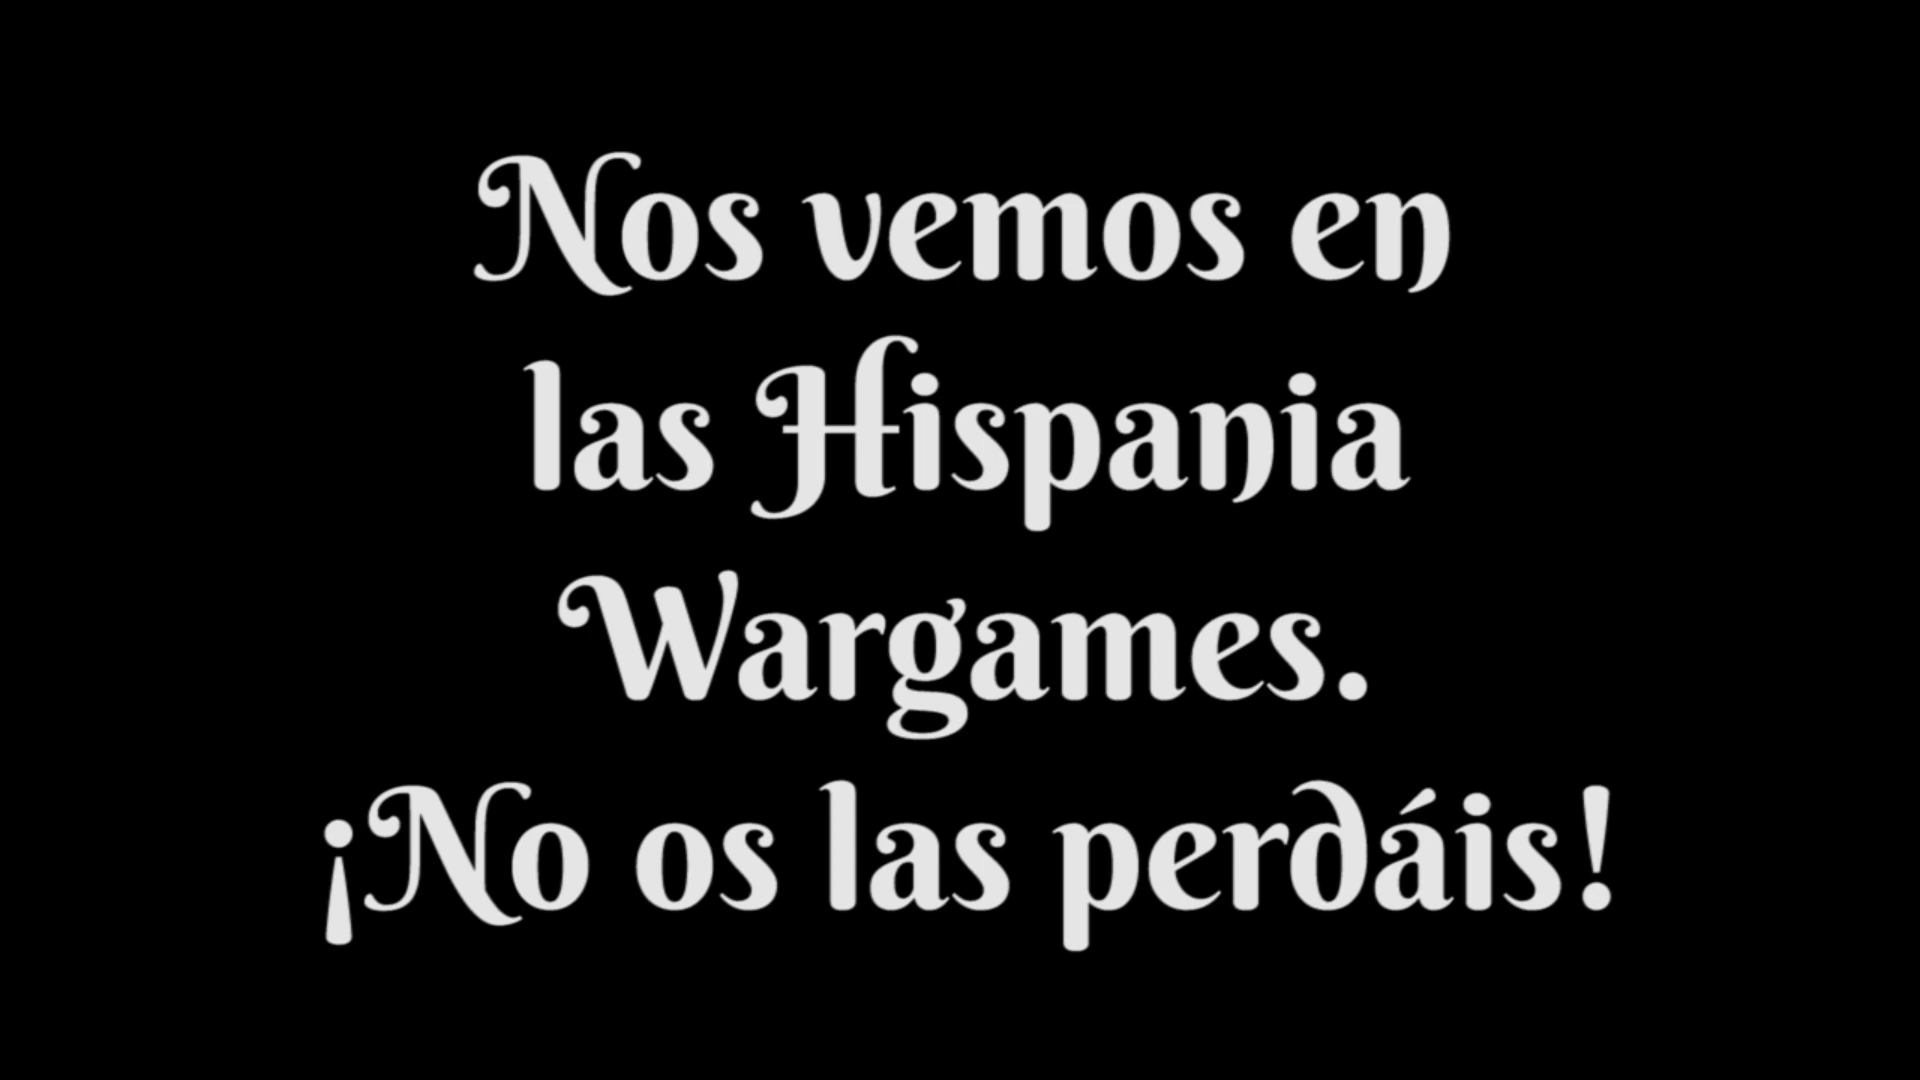 Nos vemos en
las Hispania
Wargames.
¡No os las perdáis!